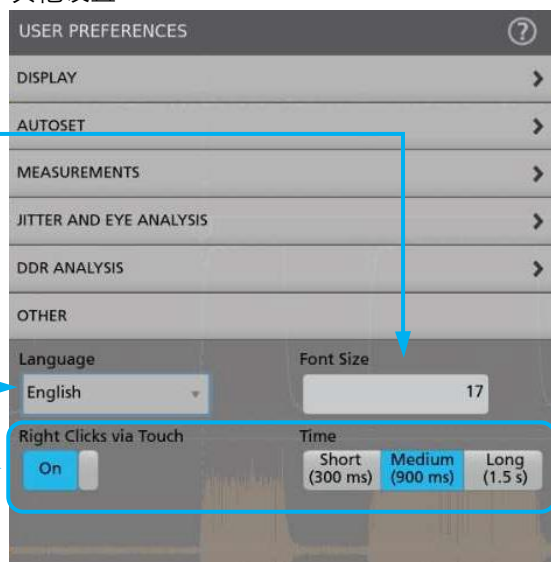 USER PREFERENCES ?
DISPLAY
AUTOSET
MEASUREMENTS
JITTER AND EYE ANALYSIS
DDR ANALYSIS
OTHER
Language Font Size
English 17
Right Clicks via Touch Time
On Short (300 ms) Medium (900 ms) Long (1.5 s)